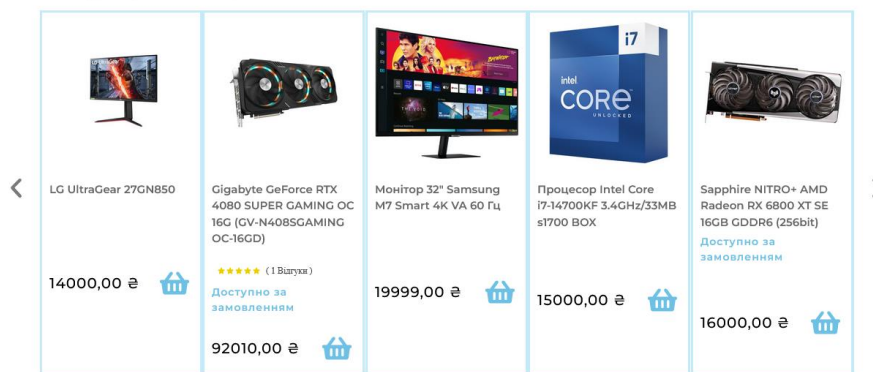 LG UltraGear 27GN850
14000,00 ₴
Gigabyte GeForce RTX
4080 SUPER GAMING OC
16G (GV-N408SGAMING
OC-16GD)
( 1 Відгуки )
Доступно за
замовленням
92010,00 ₴
Монітор 32" Samsung
M7 Smart 4K VA 60 Гц
19999,00 ₴
i7
intel
CORE
UNLOCKED
Процесор Intel Core
i7-14700KF 3.4GHz/33MB
s1700 BOX
15000,00 ₴
Sapphire NITRO+ AMD
Radeon RX 6800 XT SE
16GB GDDR6 (256bit)
Доступно за
замовленням
16000,00 ₴